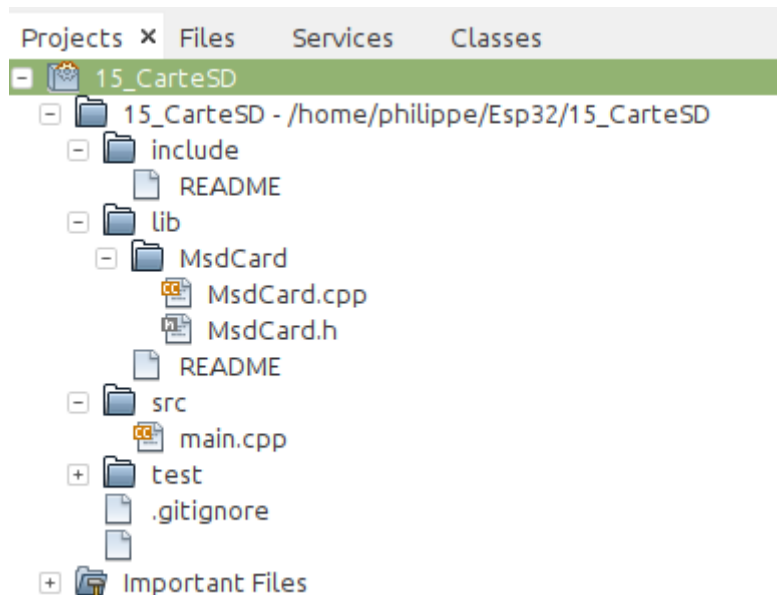 Projects × Files Services Classes
15_CarteSD
15_CarteSD - /home/philippe/Esp32/15_CarteSD
include
README
lib
MsdCard
MsdCard.cpp
MsdCard.h
README
src
main.cpp
test
.gitignore
Important Files